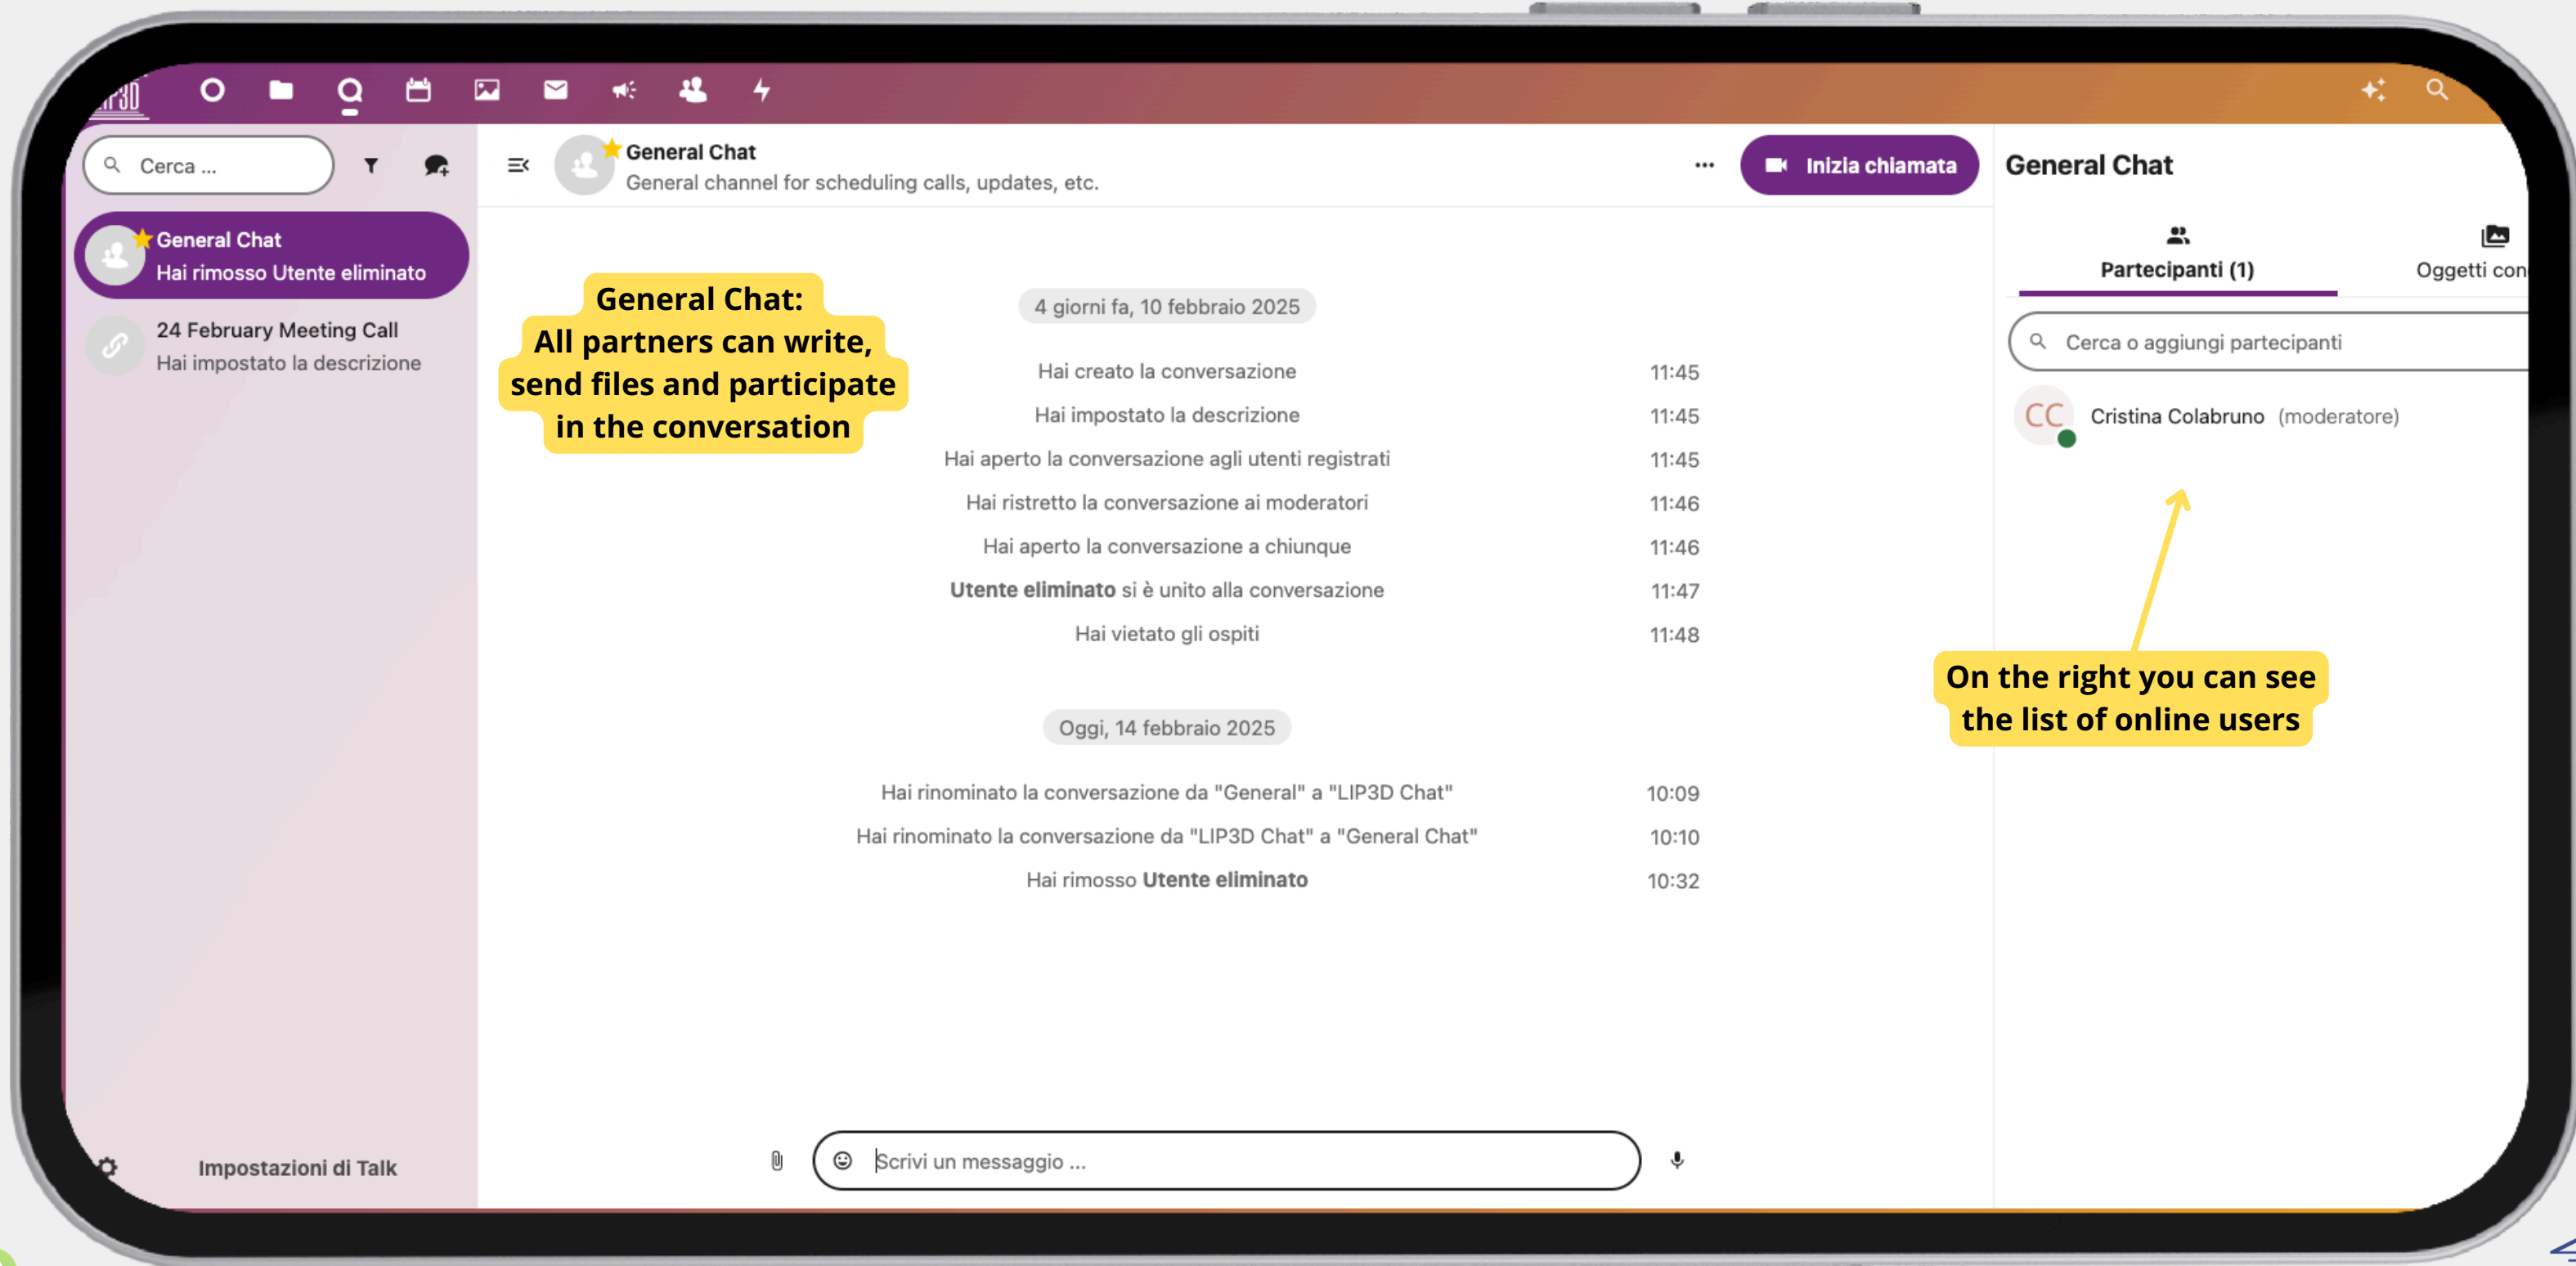 LIP3D
Cerca ...
General Chat
Hai rimosso Utente eliminato
24 February Meeting Call
Hai impostato la descrizione
Impostazioni di Talk
General Chat
General channel for scheduling calls, updates, etc.
Inizia chiamata
General Chat:
All partners can write,
send files and participate
in the conversation
4 giorni fa, 10 febbraio 2025
Hai creato la conversazione 11:45
Hai impostato la descrizione 11:45
Hai aperto la conversazione agli utenti registrati 11:45
Hai ristretto la conversazione ai moderatori 11:46
Hai aperto la conversazione a chiunque 11:46
Utente eliminato si è unito alla conversazione 11:47
Hai vietato gli ospiti 11:48
Oggi, 14 febbraio 2025
Hai rinominato la conversazione da "General" a "LIP3D Chat" 10:09
Hai rinominato la conversazione da "LIP3D Chat" a "General Chat" 10:10
Hai rimosso Utente eliminato 10:32
Scrivi un messaggio ...
General Chat
Partecipanti (1)
Oggetti con
Cerca o aggiungi partecipanti
CC
Cristina Colabruno (moderatore)
On the right you can see
the list of online users